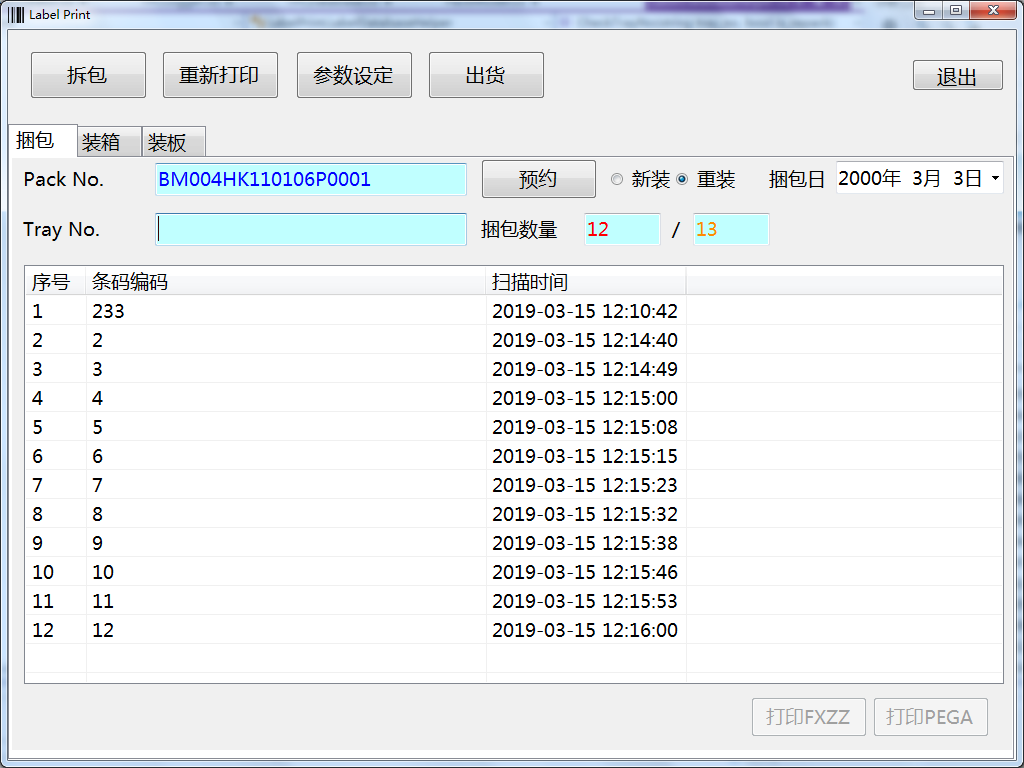 Label Print
拆包 重新打印 参数设定 出货 退出
捆包 装箱 装板
Pack No. BM004HK110106P0001 预约 新装 重装 捆包日 2000年 3月 3日
Tray No. 捆包数量 12 / 13
序号 条码编码 扫描时间
1 233 2019-03-15 12:10:42
2 2 2019-03-15 12:14:40
3 3 2019-03-15 12:14:49
4 4 2019-03-15 12:15:00
5 5 2019-03-15 12:15:08
6 6 2019-03-15 12:15:15
7 7 2019-03-15 12:15:23
8 8 2019-03-15 12:15:32
9 9 2019-03-15 12:15:38
10 10 2019-03-15 12:15:46
11 11 2019-03-15 12:15:53
12 12 2019-03-15 12:16:00
打印FXZZ 打印PEGA